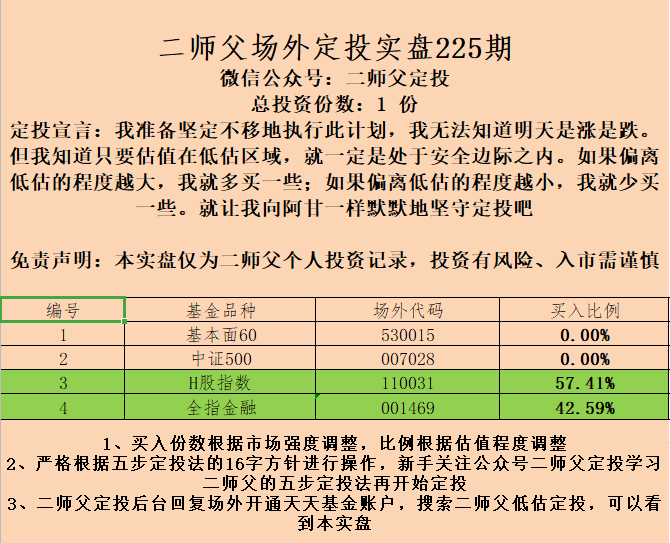 二师父场外定投实盘225期
微信公众号：二师父定投
总投资份数：1 份
定投宣言：我准备坚定不移地执行此计划，我无法知道明天是涨是跌。
但我知道只要估值在低估区域，就一定是处于安全边际之内。如果偏离
低估的程度越大，我就多买一些；如果偏离低估的程度越小，我就少买
一些。就让我向阿甘一样默默地坚守定投吧
免责声明：本实盘仅为二师父个人投资记录，投资有风险、入市需谨慎
编号 基金品种 场外代码 买入比例
1 基本面60 530015 0.00%
2 中证500 007028 0.00%
3 H股指数 110031 57.41%
4 全指金融 001469 42.59%
1、买入份数根据市场强度调整，比例根据估值程度调整
2、严格根据五步定投法的16字方针进行操作，新手关注公众号二师父定投学习
二师父的五步定投法再开始定投
3、二师父定投后台回复场外开通天天基金账户，搜索二师父低估定投，可以看
到本实盘